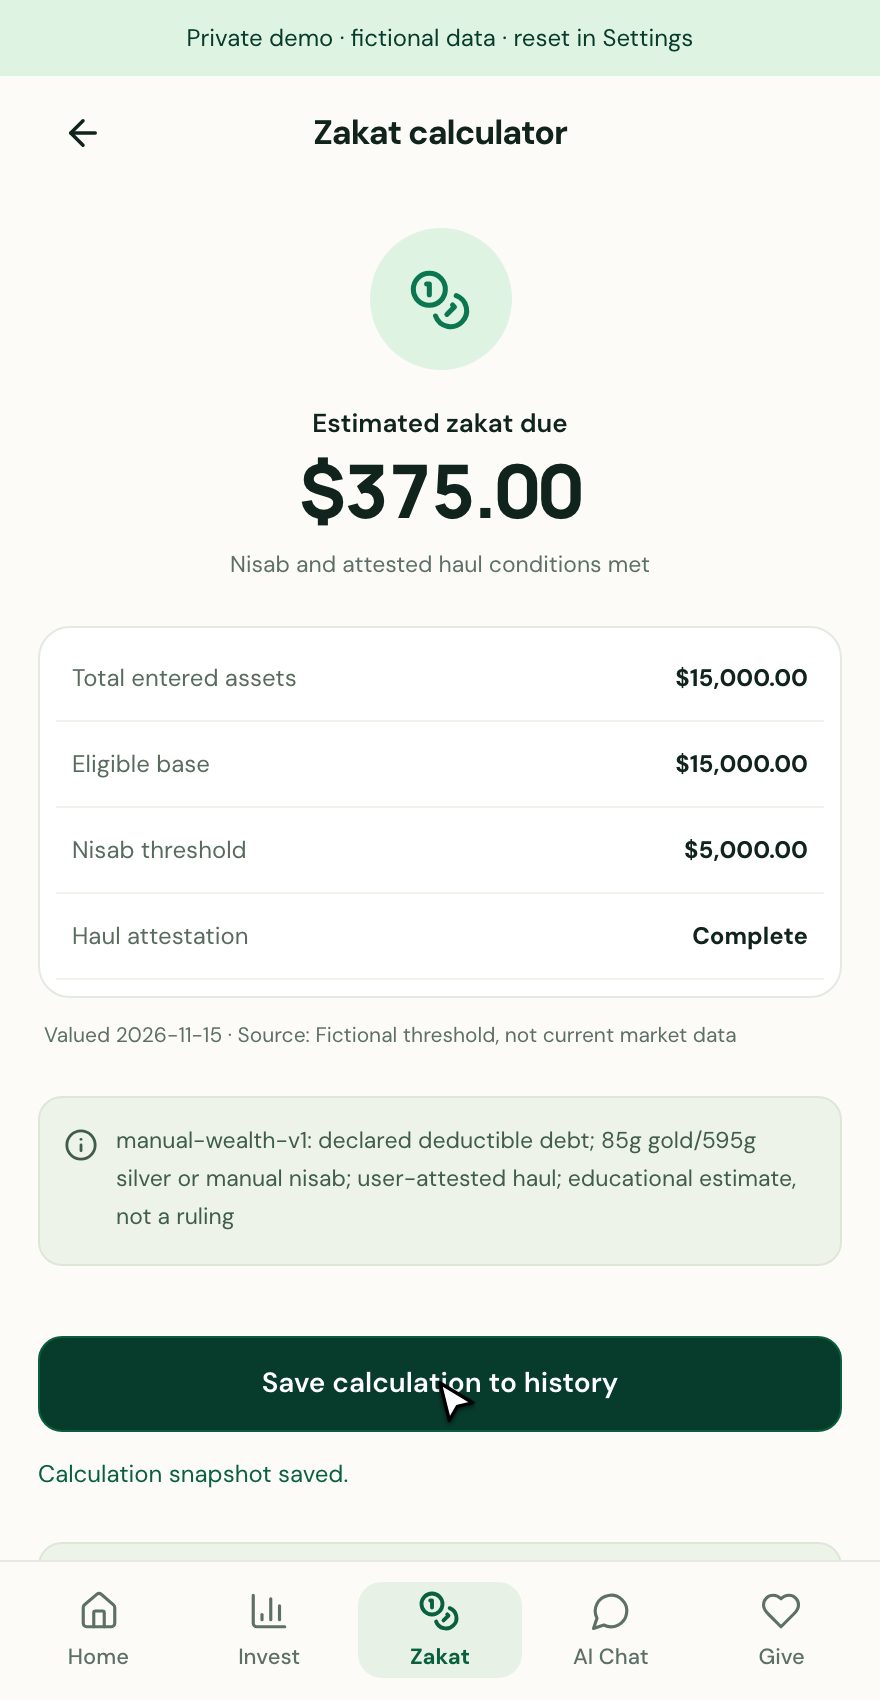 Private demo · fictional data · reset in Settings
Zakat calculator
Estimated zakat due
$375.00
Nisab and attested haul conditions met
Total entered assets $15,000.00
Eligible base $15,000.00
Nisab threshold $5,000.00
Haul attestation Complete
Valued 2026-11-15 · Source: Fictional threshold, not current market data
manual-wealth-v1: declared deductible debt; 85g gold/595g
silver or manual nisab; user-attested haul; educational estimate,
not a ruling
Save calculation to history
Calculation snapshot saved.
Home Invest Zakat AI Chat Give